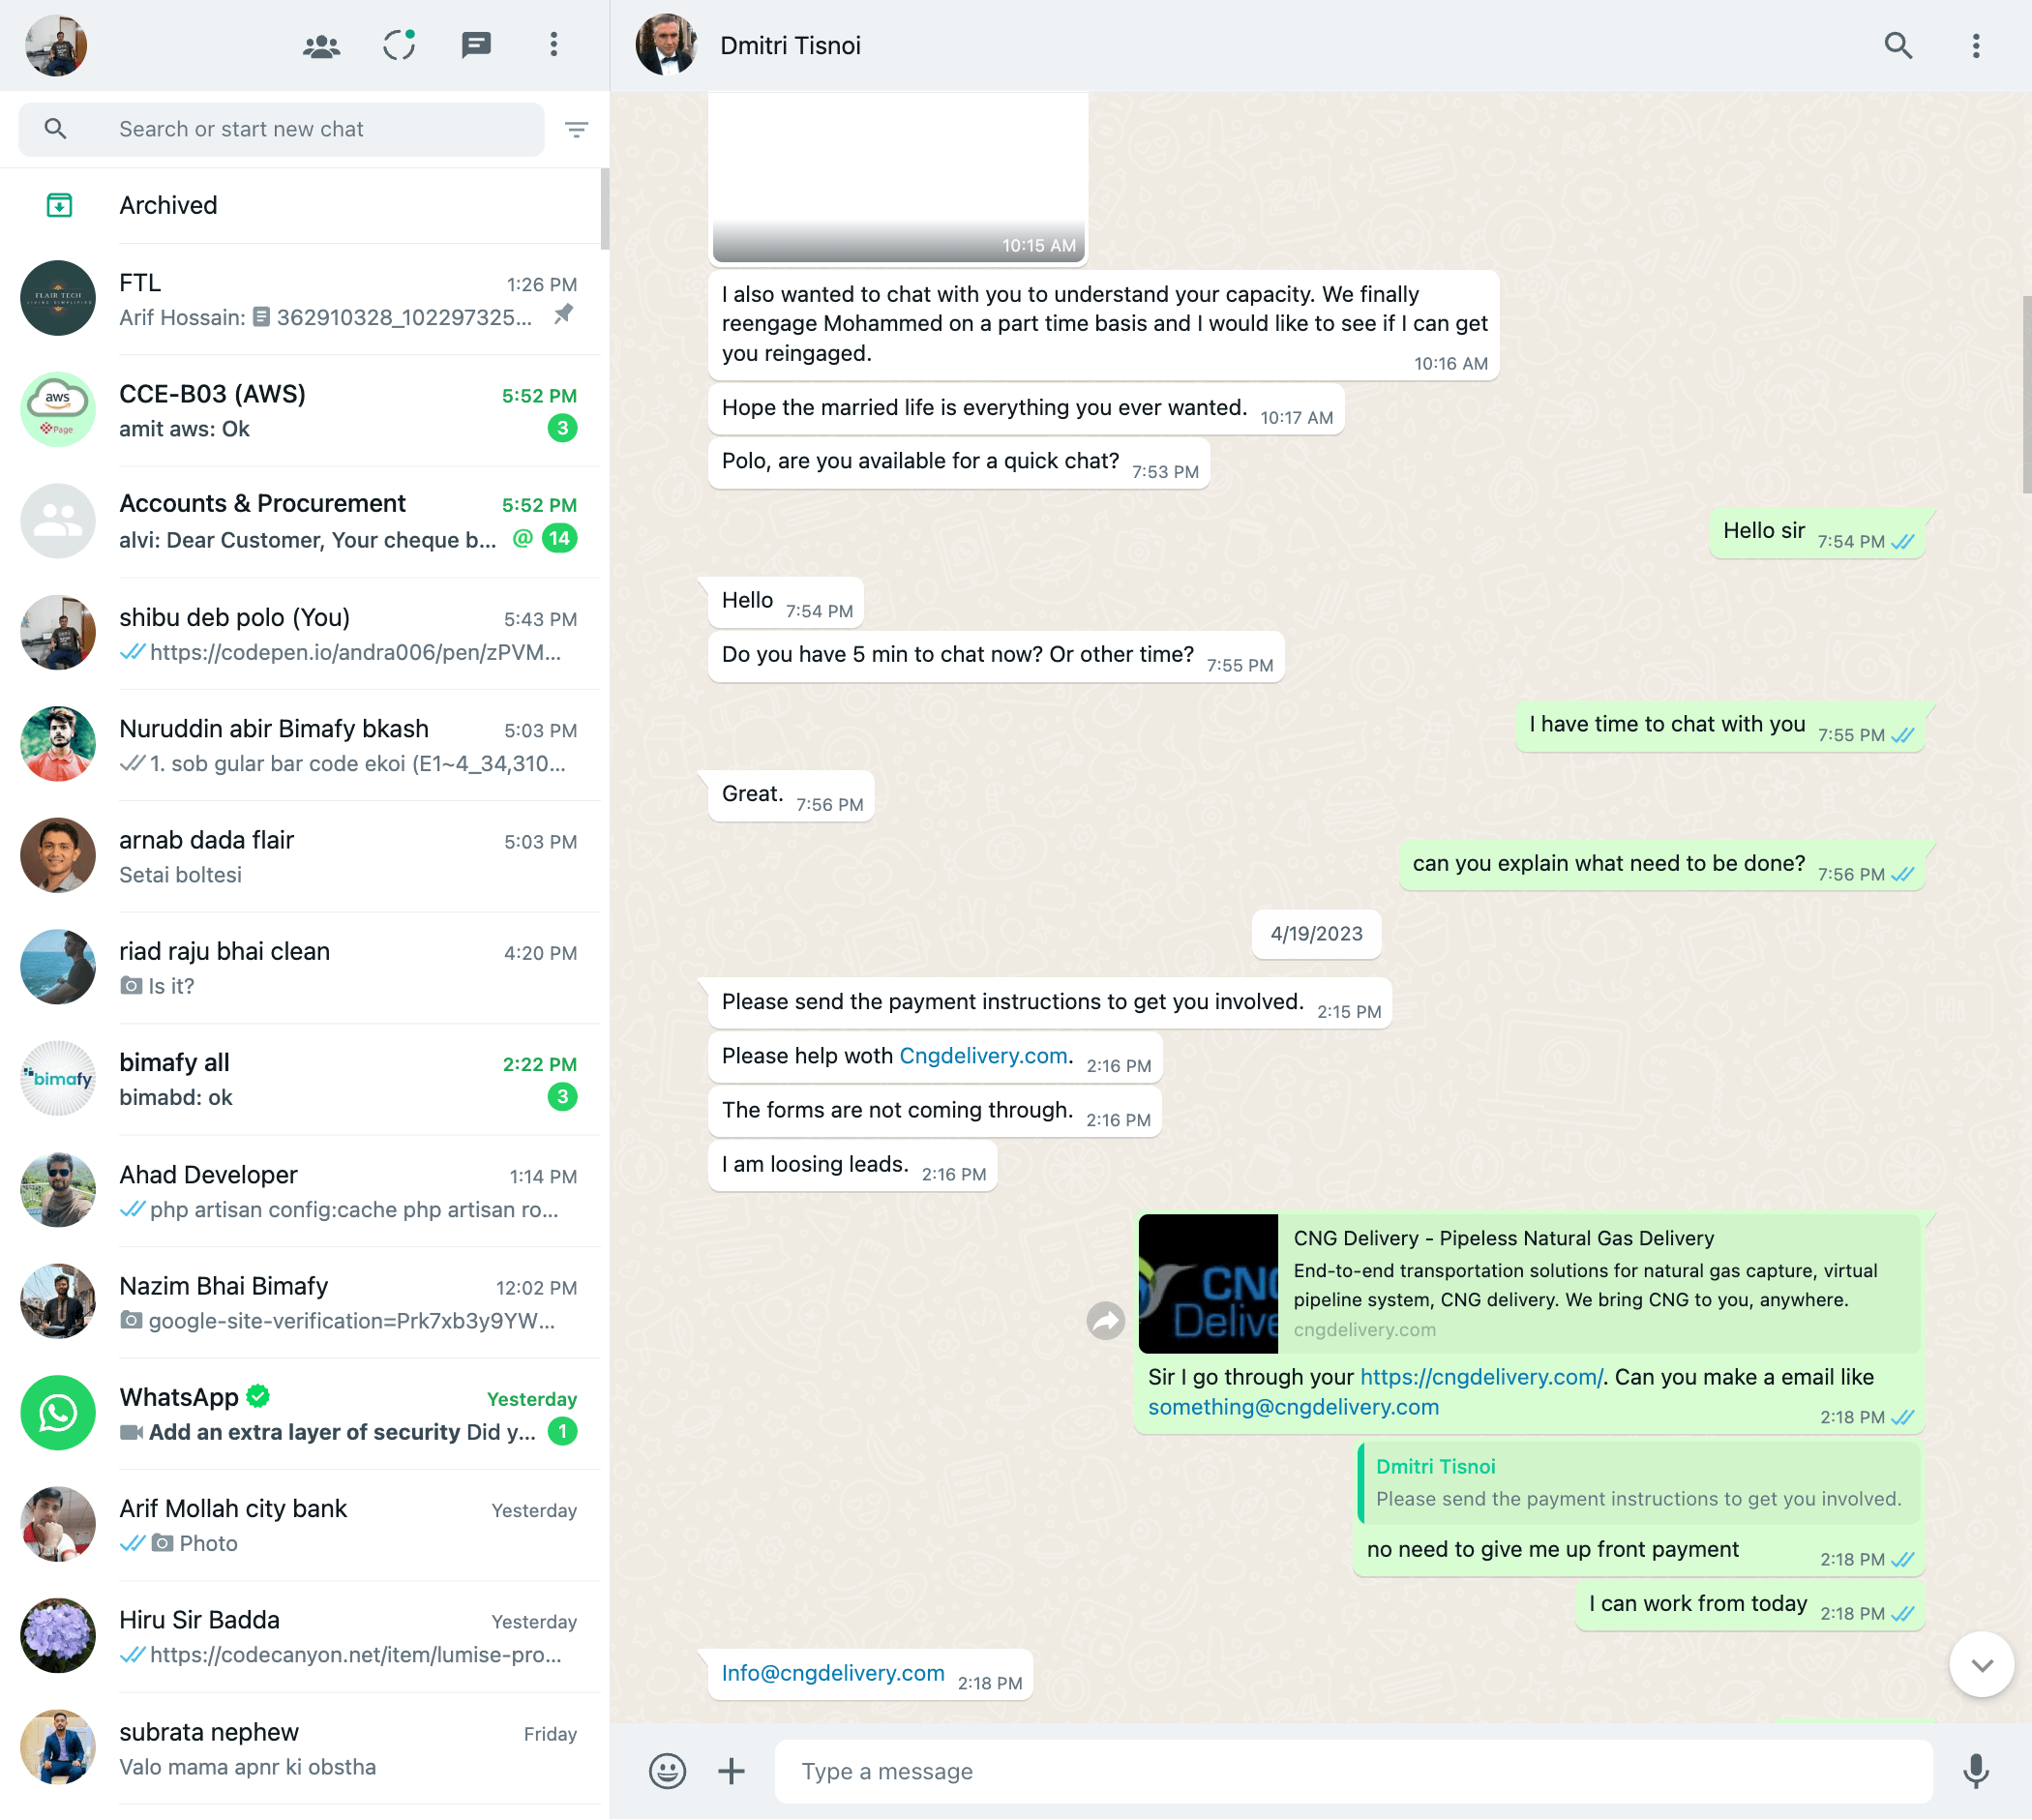 Search or start new chat
Archived
FTL
1:26 PM
Arif Hossain: 362910328_102297325...
CCE-B03 (AWS)
5:52 PM
amit aws: Ok
3
aws
Page
Accounts & Procurement
5:52 PM
alvi: Dear Customer, Your cheque b...
@ 14
shibu deb polo (You)
5:43 PM
https://codepen.io/andra006/pen/zPVM...
Nuruddin abir Bimafy bkash
5:03 PM
1. sob gular bar code ekoi (E1~4_34,310...
arnab dada flair
5:03 PM
Setai boltesi
riad raju bhai clean
4:20 PM
Is it?
bimafy all
2:22 PM
bimabd: ok
3
bimafy
Ahad Developer
1:14 PM
php artisan config:cache php artisan ro...
Nazim Bhai Bimafy
12:02 PM
google-site-verification=Prk7xb3y9YW...
WhatsApp
Yesterday
Add an extra layer of security Did y...
1
Arif Mollah city bank
Yesterday
Photo
Hiru Sir Badda
Yesterday
https://codecanyon.net/item/lumise-pro...
subrata nephew
Friday
Valo mama apnr ki obstha
Dmitri Tisnoi
10:15 AM
I also wanted to chat with you to understand your capacity. We finally
reengage Mohammed on a part time basis and I would like to see if I can get
you reingaged.
10:16 AM
Hope the married life is everything you ever wanted. 10:17 AM
Polo, are you available for a quick chat? 7:53 PM
Hello sir 7:54 PM
Hello 7:54 PM
Do you have 5 min to chat now? Or other time? 7:55 PM
I have time to chat with you 7:55 PM
Great. 7:56 PM
can you explain what need to be done? 7:56 PM
4/19/2023
Please send the payment instructions to get you involved. 2:15 PM
Please help woth Cngdelivery.com. 2:16 PM
The forms are not coming through. 2:16 PM
I am loosing leads. 2:16 PM
CNG Delivery - Pipeless Natural Gas Delivery
End-to-end transportation solutions for natural gas capture, virtual
pipeline system, CNG delivery. We bring CNG to you, anywhere.
cngdelivery.com
Sir I go through your https://cngdelivery.com/. Can you make a email like
something@cngdelivery.com
2:18 PM
Dmitri Tisnoi
Please send the payment instructions to get you involved.
no need to give me up front payment 2:18 PM
I can work from today 2:18 PM
Info@cngdelivery.com 2:18 PM
Type a message